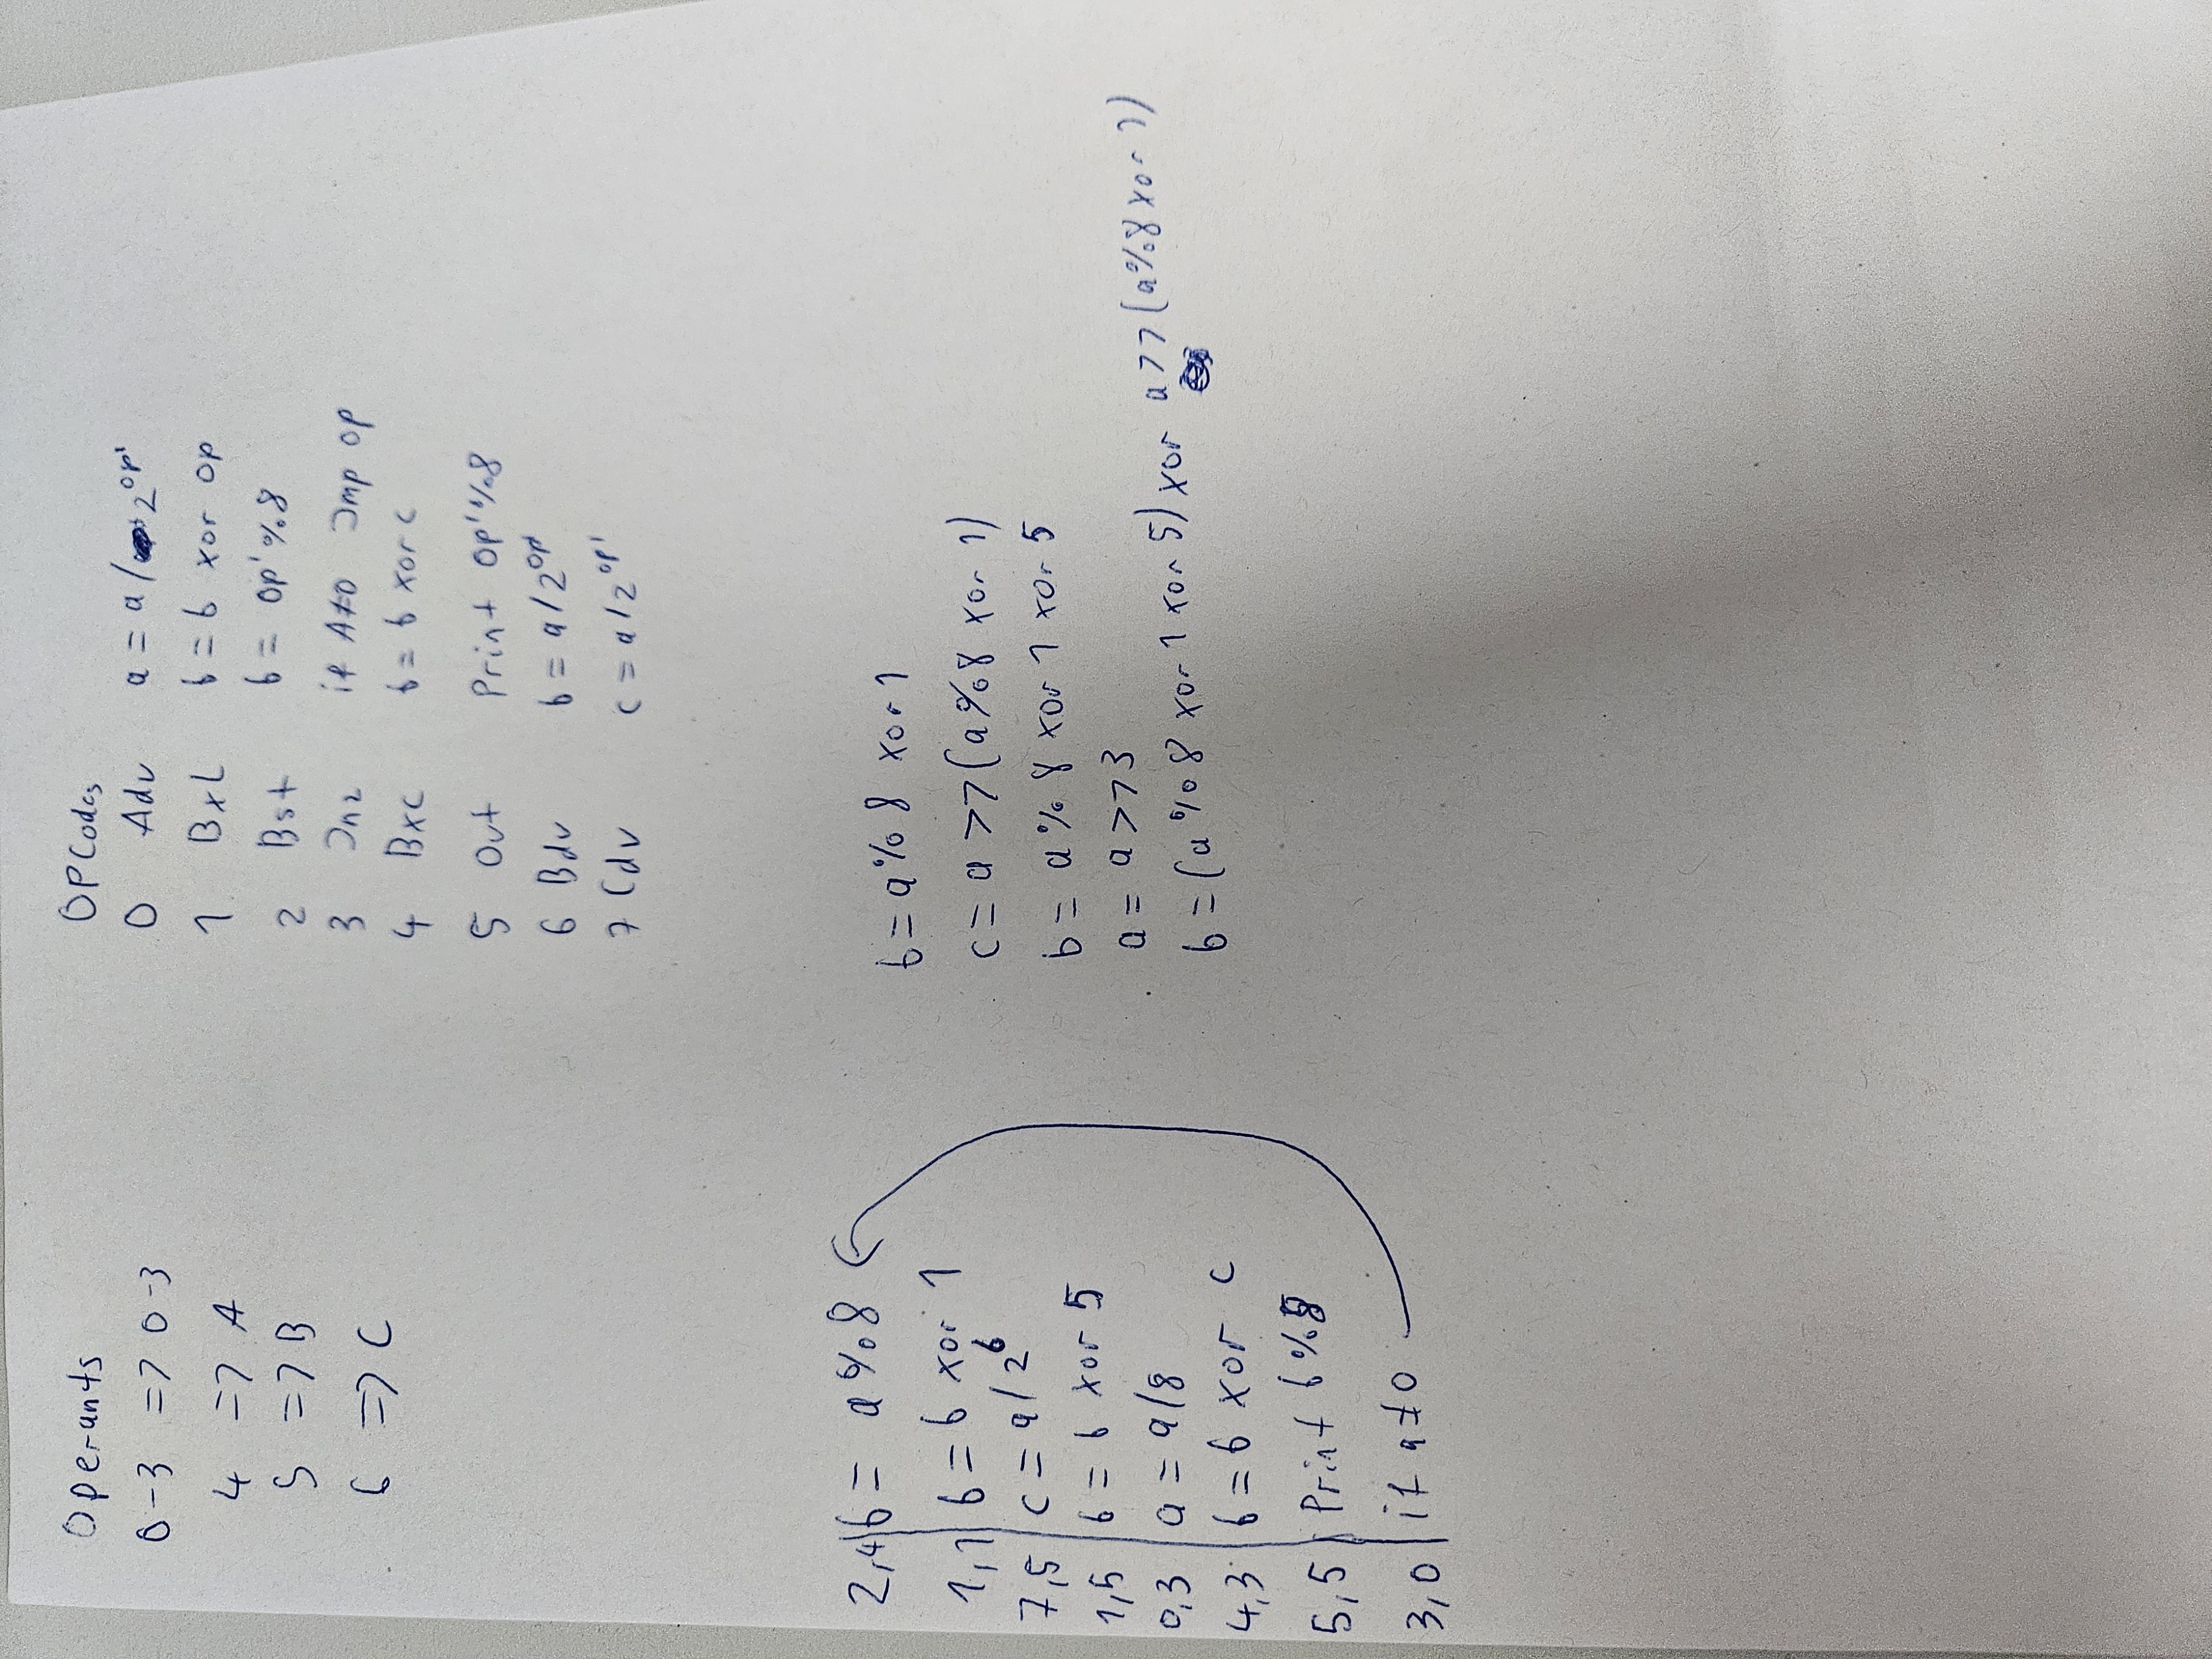 Operants
0-3 => 0-3
4 => A
5 => B
6 => C
OPCodes
0 Adv a = a / 2^op'
1 BxL b = b xor op
2 Bst b = op' % 8
3 Jnz if A≠0 Jmp op
4 Bxc b = b xor c
5 Out Print op' % 8
6 Bdv b = a / 2^op'
7 Cdv c = a / 2^op'
2,4 | b = a % 8
1,1 | b = b xor 1
7,5 | c = a / 2^b
1,5 | b = b xor 5
0,3 | a = a/8
4,3 | b = b xor c
5,5 | Print b % 8
3,0 | if a≠0
b = a % 8 xor 1
c = a >> (a % 8 xor 1)
b = a % 8 xor 1 xor 5
a = a >> 3
b = (a % 8 xor 1 xor 5) xor a >> (a % 8 xor 1)